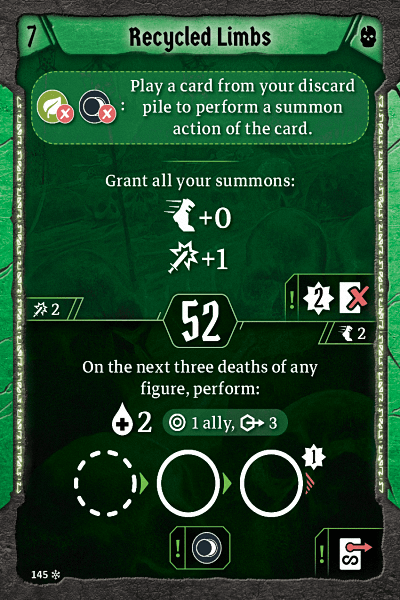 7 Recycled Limbs
Play a card from your discard
pile to perform a summon
action of the card.
x x :
Grant all your summons:
+0
+1
! 2
2
52
2
On the next three deaths of any
figure, perform:
2 1 ally, 3
1
!
! S
145